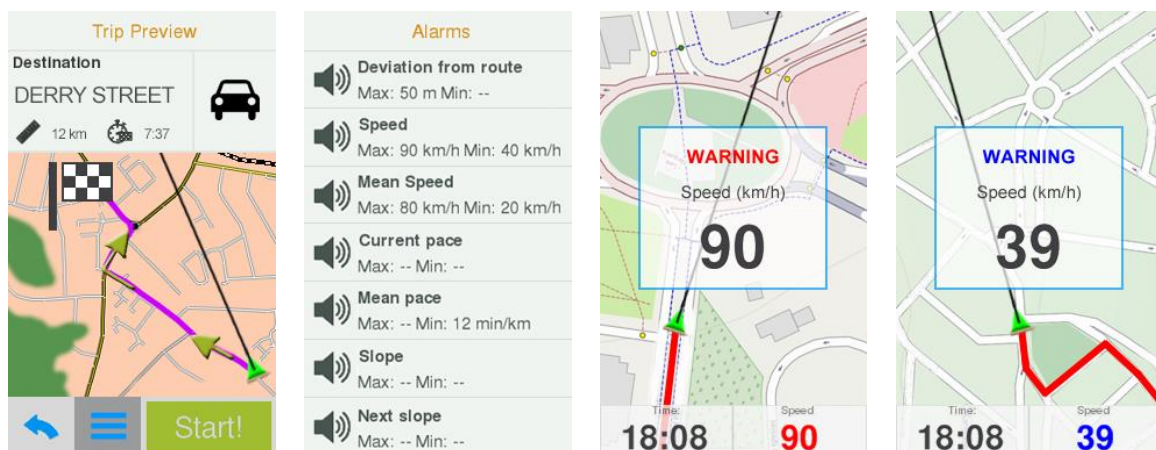 Trip Preview
Destination
DERRY STREET
12 km 7:37
Start!
Alarms
Deviation from route
Max: 50 m Min: --
Speed
Max: 90 km/h Min: 40 km/h
Mean Speed
Max: 80 km/h Min: 20 km/h
Current pace
Max: -- Min: --
Mean pace
Max: -- Min: 12 min/km
Slope
Max: -- Min: --
Next slope
Max: -- Min: --
WARNING
Speed (km/h)
90
Time: Speed
18:08 90
WARNING
Speed (km/h)
39
Time: Speed
18:08 39